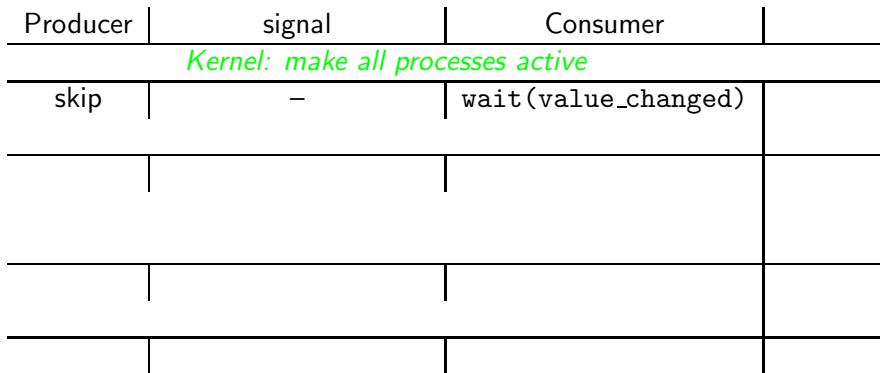 Producer signal Consumer
Kernel: make all processes active
skip – wait(value_changed)